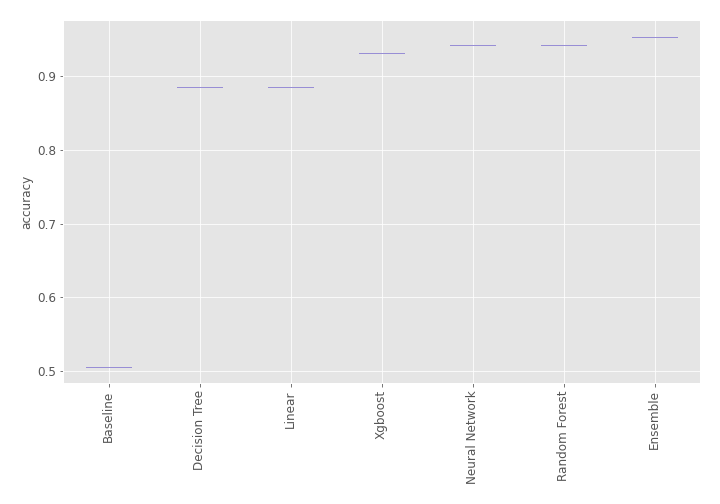 accuracy
0.9
0.8
0.7
0.6
0.5
Baseline
Decision Tree
Linear
Xgboost
Neural Network
Random Forest
Ensemble